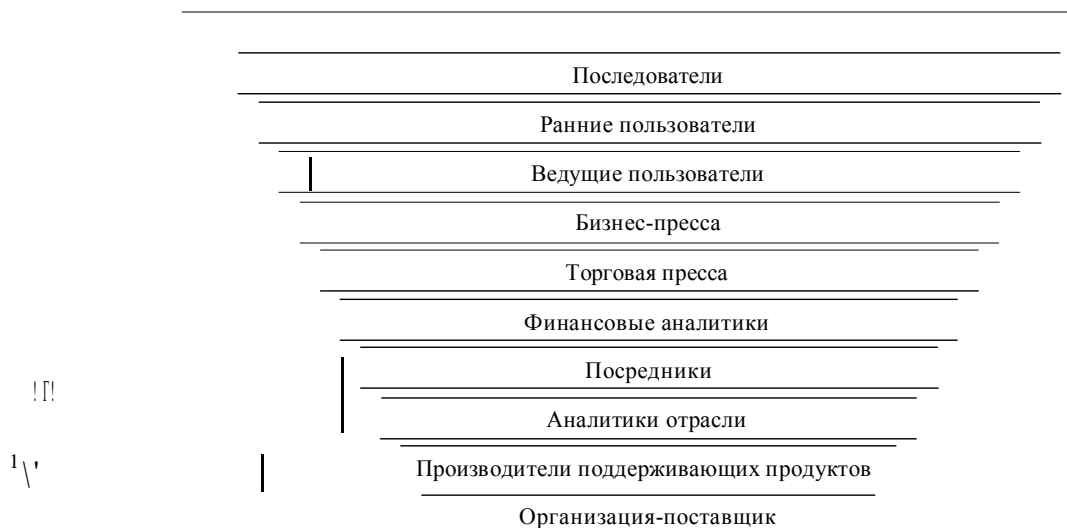 Последователи
Ранние пользователи
Ведущие пользователи
Бизнес-пресса
Торговая пресса
Финансовые аналитики
Посредники
Аналитики отрасли
Производители поддерживающих продуктов
Организация-поставщик